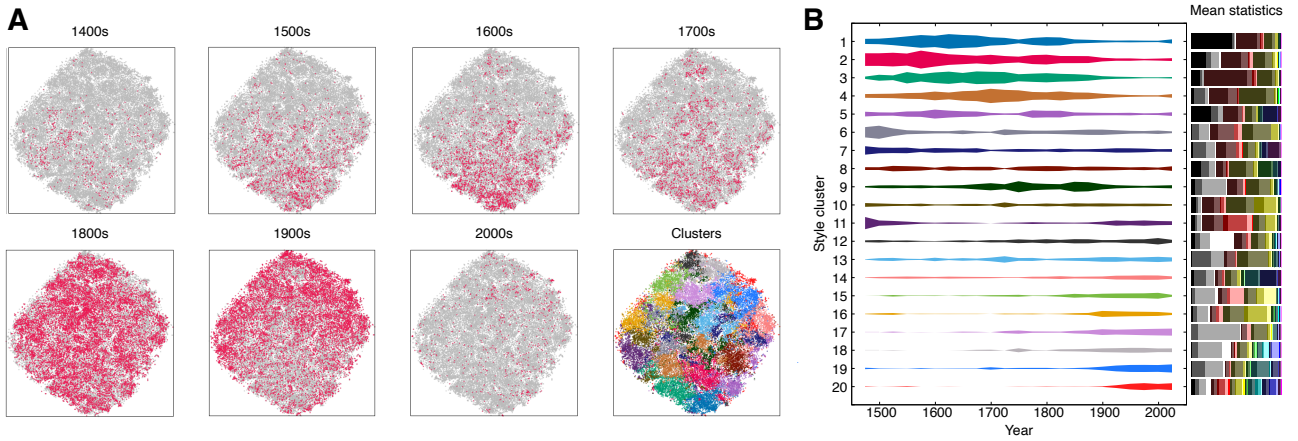 A
1400s
1500s
1600s
1700s
1800s
1900s
2000s
Clusters
B
Mean statistics
Style cluster
1
2
3
4
5
6
7
8
9
10
11
12
13
14
15
16
17
18
19
20
1500 1600 1700 1800 1900 2000
Year